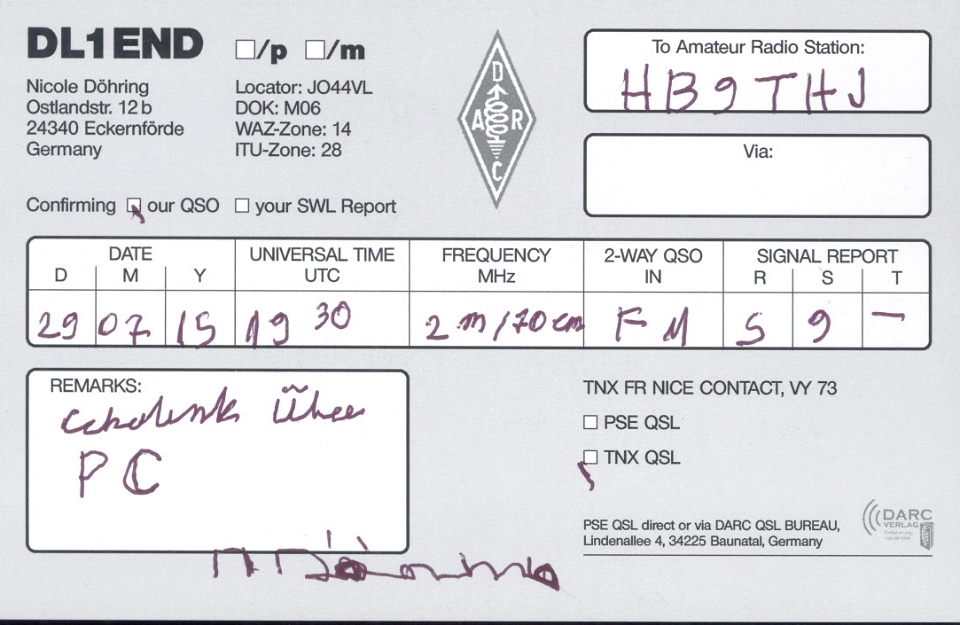 DL1END /p /m
Nicole Döhring
Ostlandstr. 12 b
24340 Eckernförde
Germany
Locator: JO44VL
DOK: M06
WAZ-Zone: 14
ITU-Zone: 28
D
A R
C
To Amateur Radio Station:
HB9THJ
Via:
Confirming our QSO your SWL Report
DATE UNIVERSAL TIME FREQUENCY 2-WAY QSO SIGNAL REPORT
D M Y UTC MHz IN R S T
29 07 15 19 30 2 m/70 cm FM 5 9 –
REMARKS:
über
PC
TNX FR NICE CONTACT, VY 73
PSE QSL
TNX QSL
PSE QSL direct or via DARC QSL BUREAU,
Lindenallee 4, 34225 Baunatal, Germany
DARC
VERLAG
N. Döhring